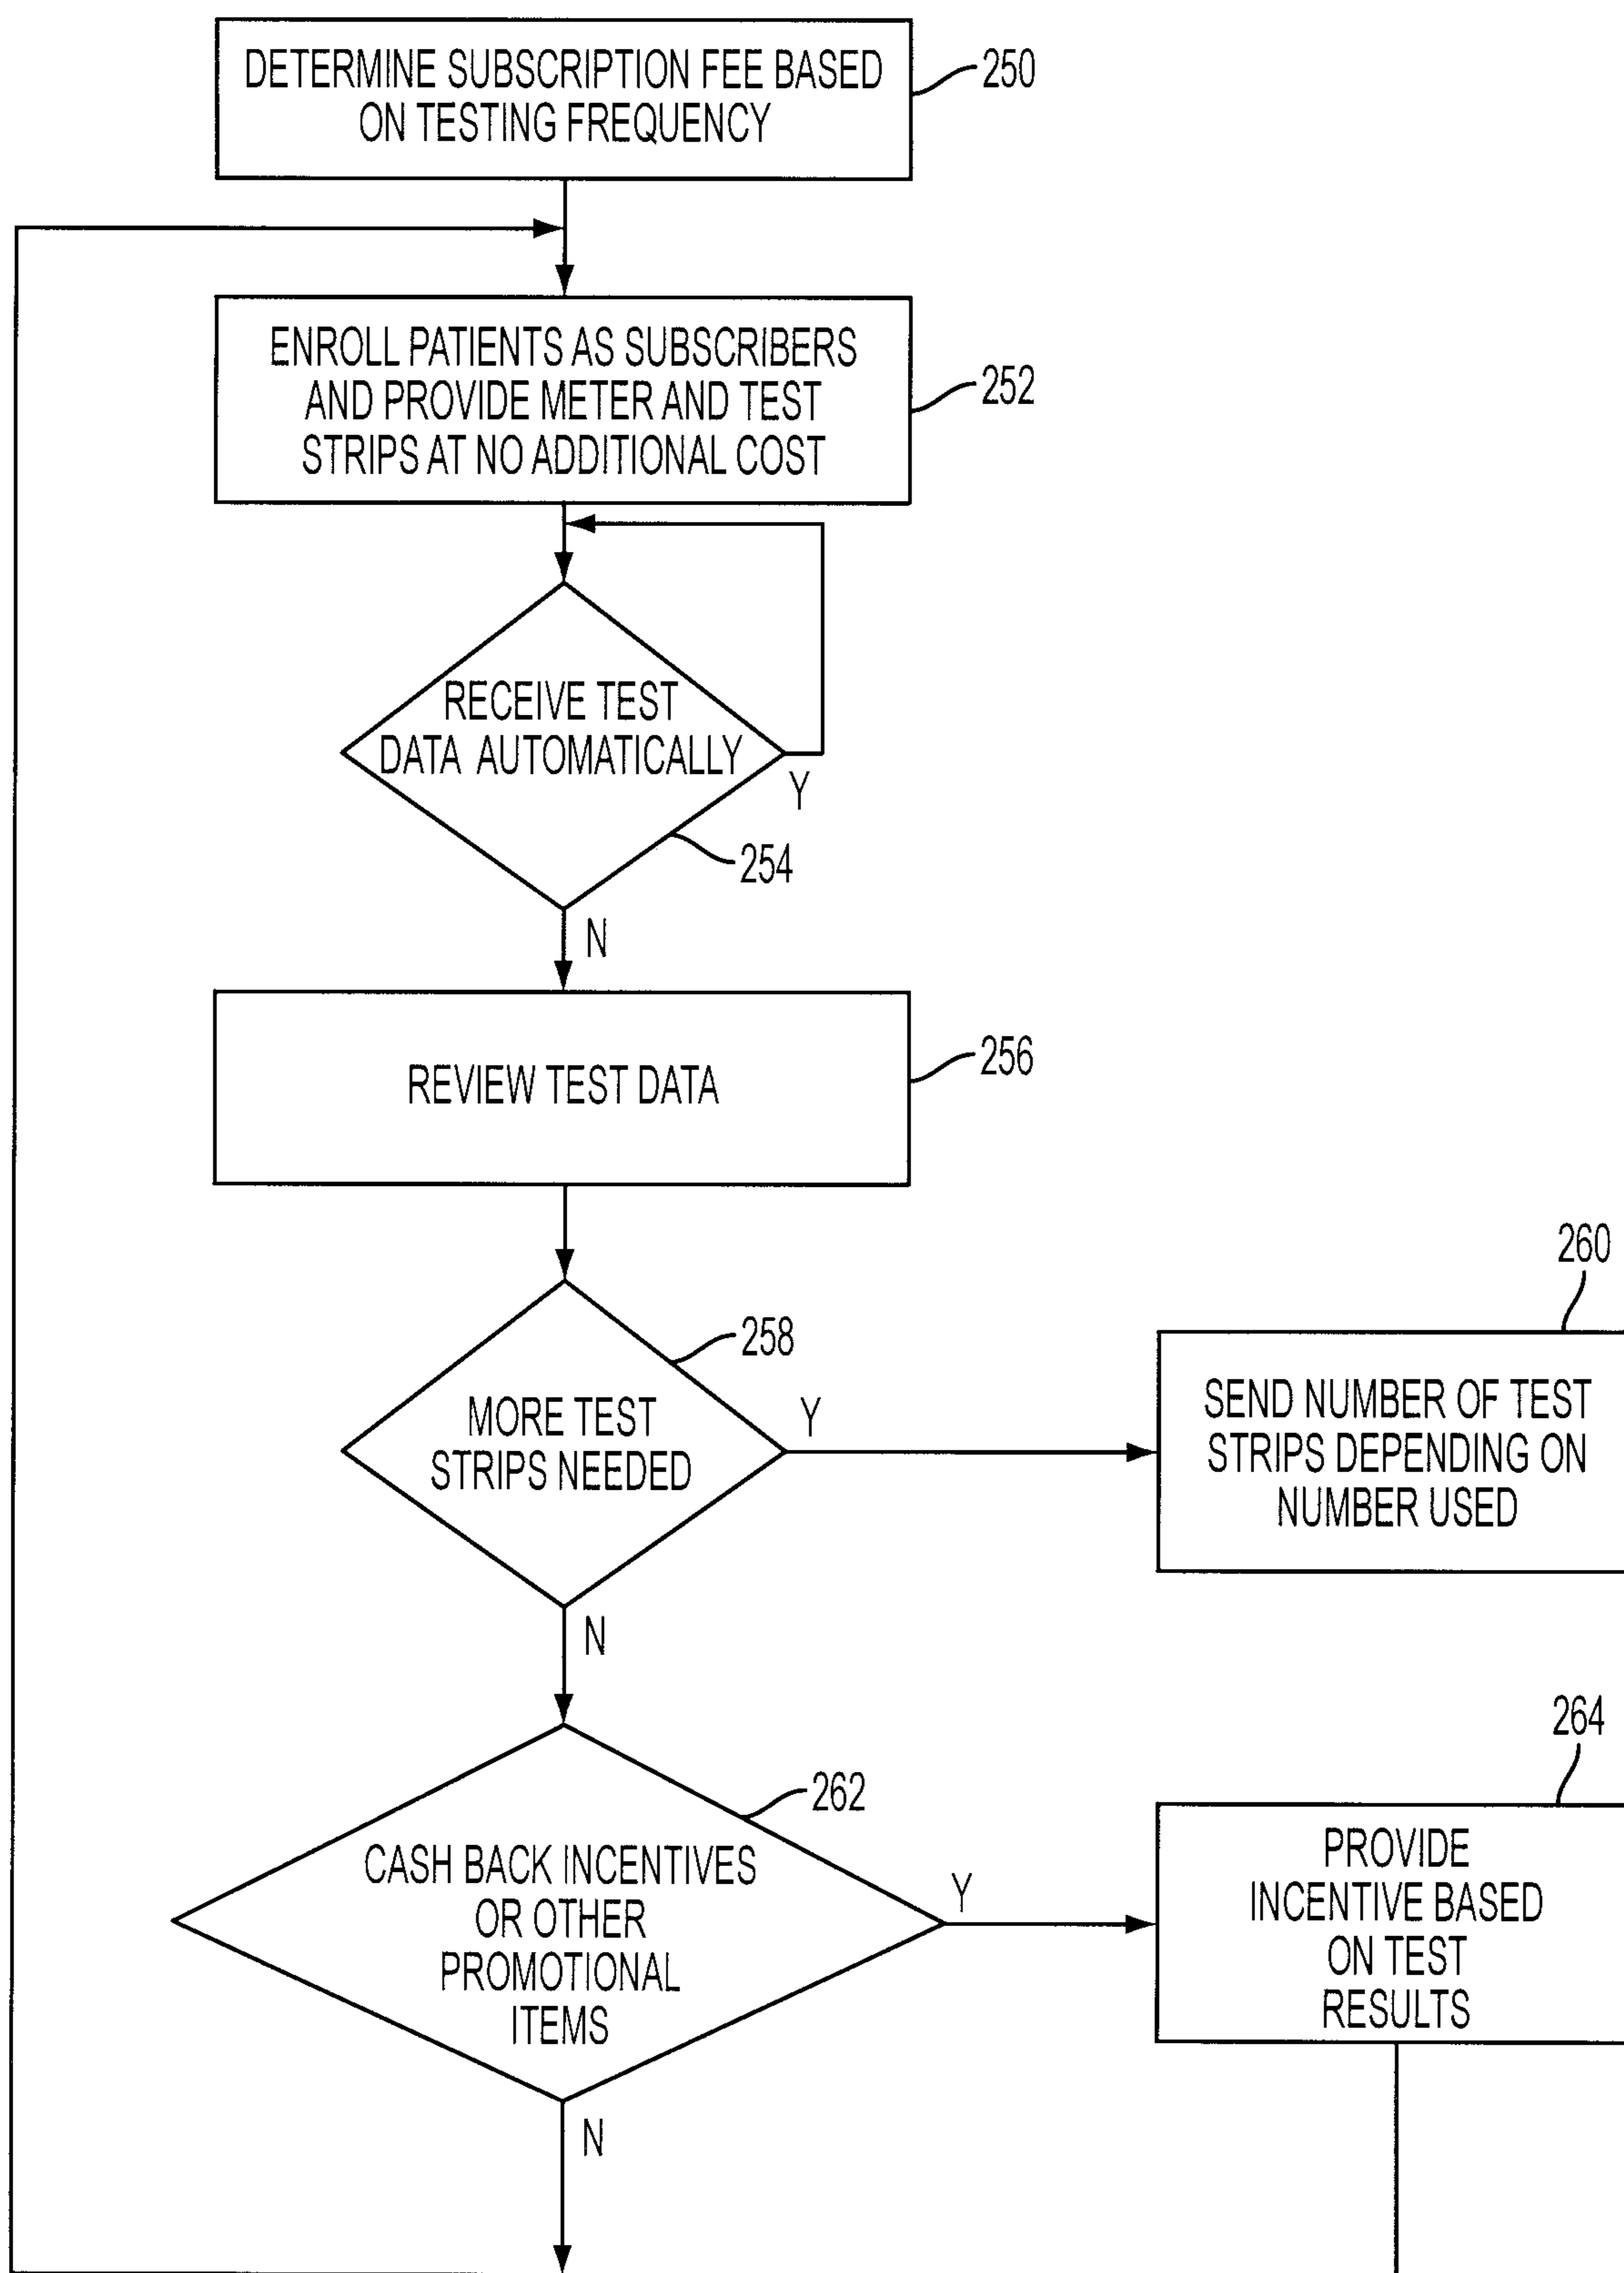 DETERMINE SUBSCRIPTION FEE BASED
ON TESTING FREQUENCY
250
ENROLL PATIENTS AS SUBSCRIBERS
AND PROVIDE METER AND TEST
STRIPS AT NO ADDITIONAL COST
252
RECEIVE TEST
DATA AUTOMATICALLY
Y
254
N
REVIEW TEST DATA
256
258
MORE TEST
STRIPS NEEDED
Y
N
260
SEND NUMBER OF TEST
STRIPS DEPENDING ON
NUMBER USED
262
CASH BACK INCENTIVES
OR OTHER
PROMOTIONAL
ITEMS
Y
N
264
PROVIDE
INCENTIVE BASED
ON TEST
RESULTS